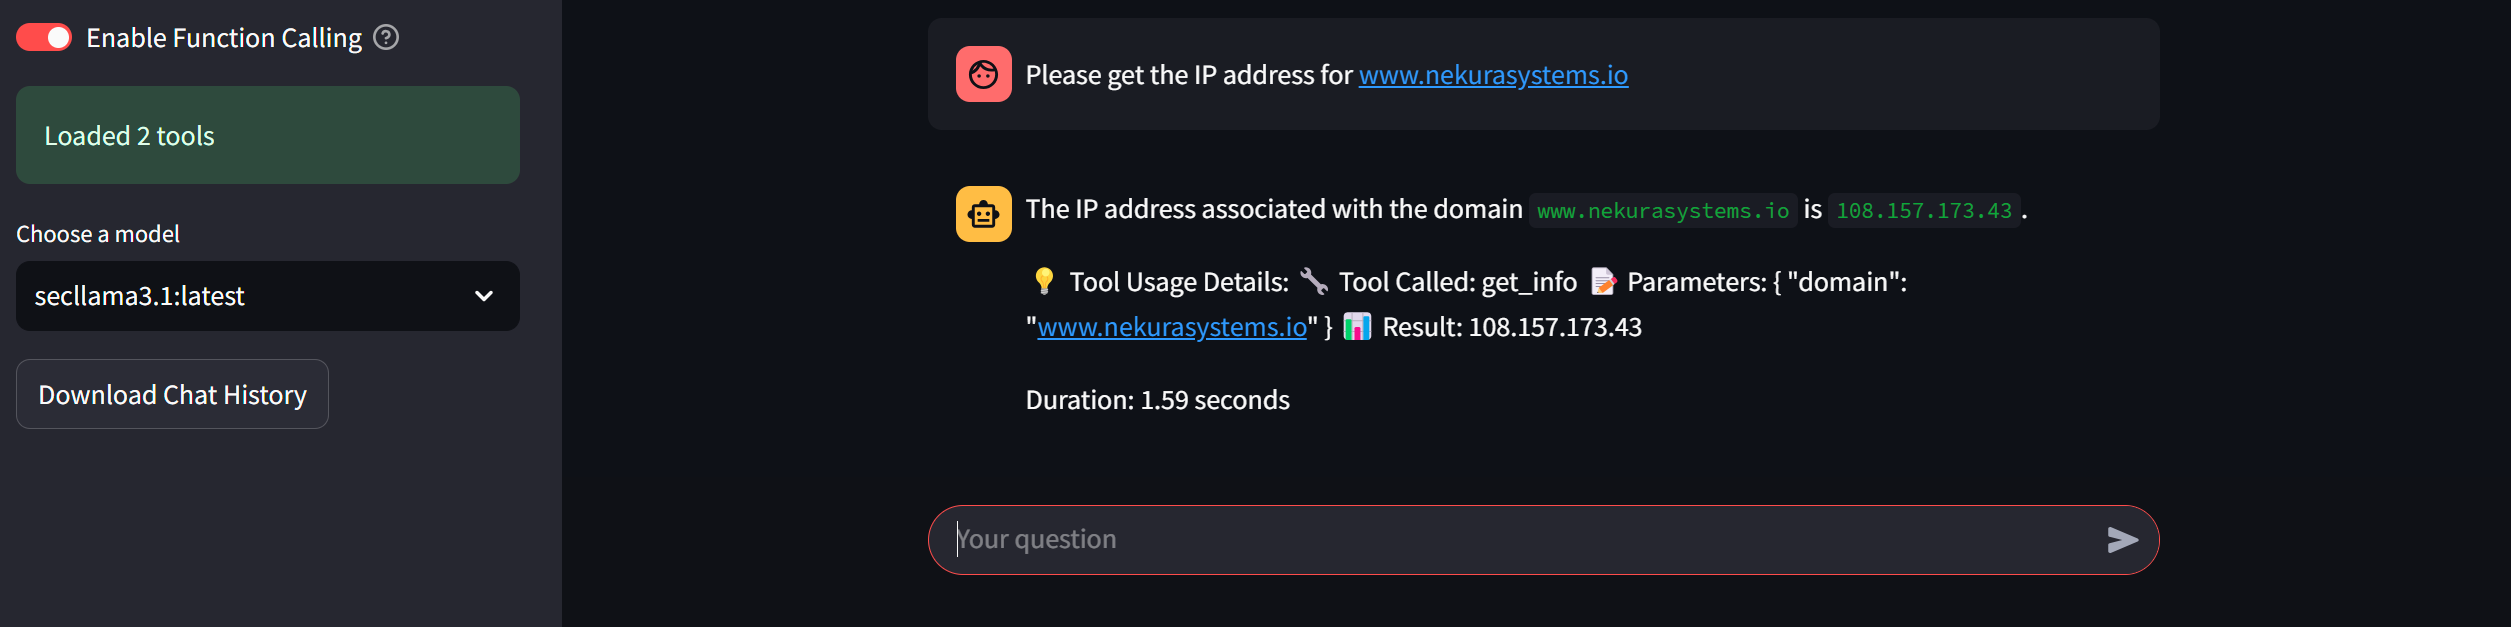 Enable Function Calling
Loaded 2 tools
Choose a model
secllama3.1:latest
Download Chat History
Please get the IP address for www.nekurasystems.io
The IP address associated with the domain www.nekurasystems.io is 108.157.173.43.
💡 Tool Usage Details: 🔧 Tool Called: get_info 📝 Parameters: { "domain":
"www.nekurasystems.io" } 📊 Result: 108.157.173.43
Duration: 1.59 seconds
Your question